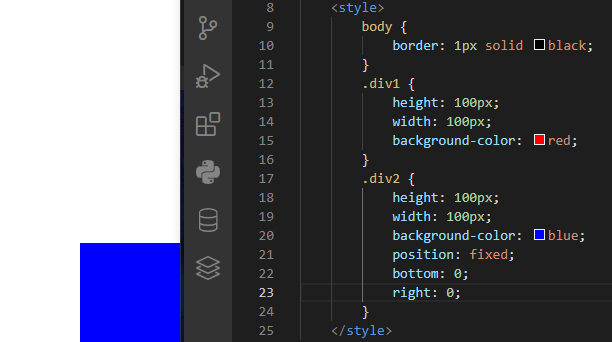 8 <style>
9 body {
10 border: 1px solid black;
11 }
12 .div1 {
13 height: 100px;
14 width: 100px;
15 background-color: red;
16 }
17 .div2 {
18 height: 100px;
19 width: 100px;
20 background-color: blue;
21 position: fixed;
22 bottom: 0;
23 right: 0;
24 }
25 </style>